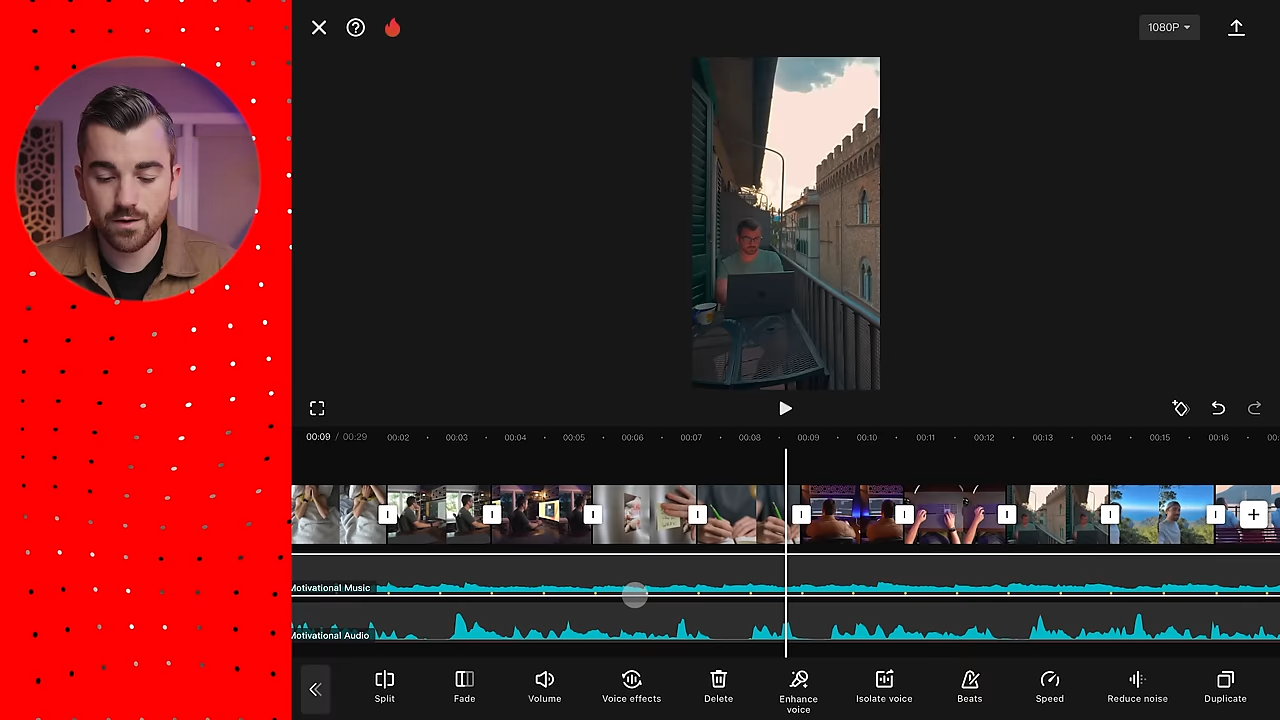 1080P
00:09 / 00:29 00:02 00:03 00:04 00:05 00:06 00:07 00:08 00:09 00:10 00:11 00:12 00:13 00:14 00:15 00:16 00:
Motivational Music
Motivational Audio
Split Fade Volume Voice effects Delete Enhance voice Isolate voice Beats Speed Reduce noise Duplicate